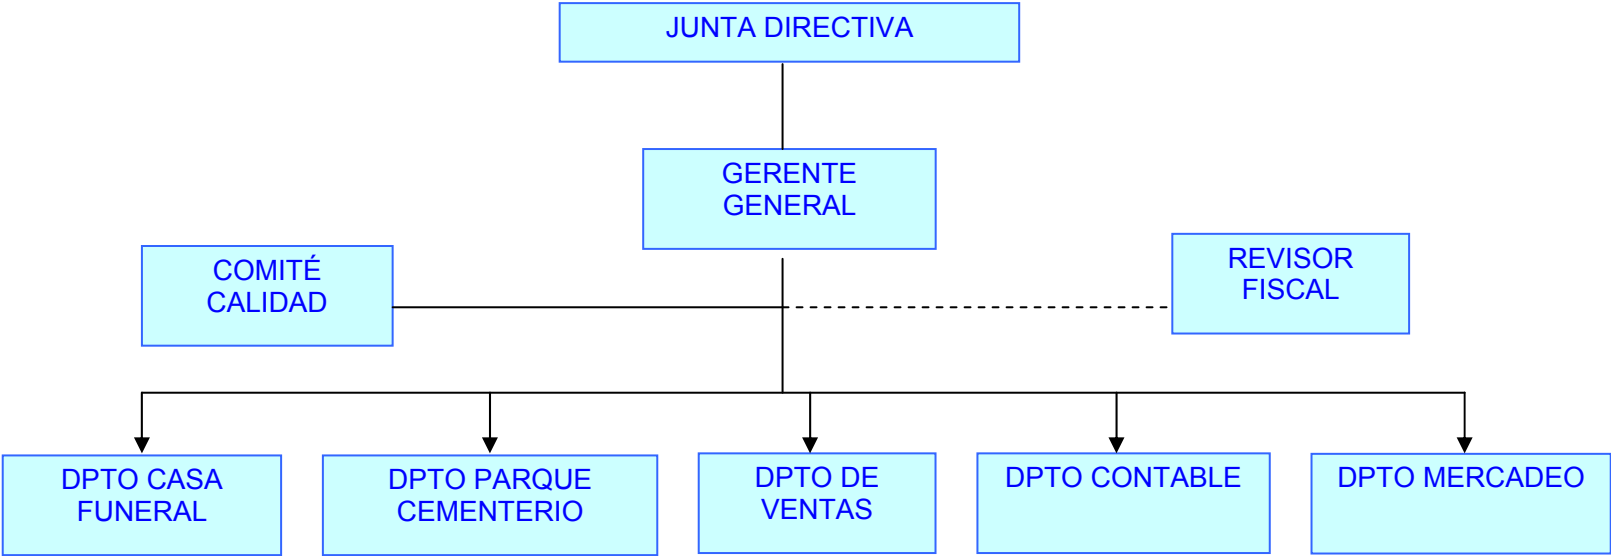 JUNTA DIRECTIVA
GERENTE
GENERAL
COMITÉ
CALIDAD
REVISOR
FISCAL
DPTO CASA
FUNERAL
DPTO PARQUE
CEMENTERIO
DPTO DE
VENTAS
DPTO CONTABLE
DPTO MERCADEO